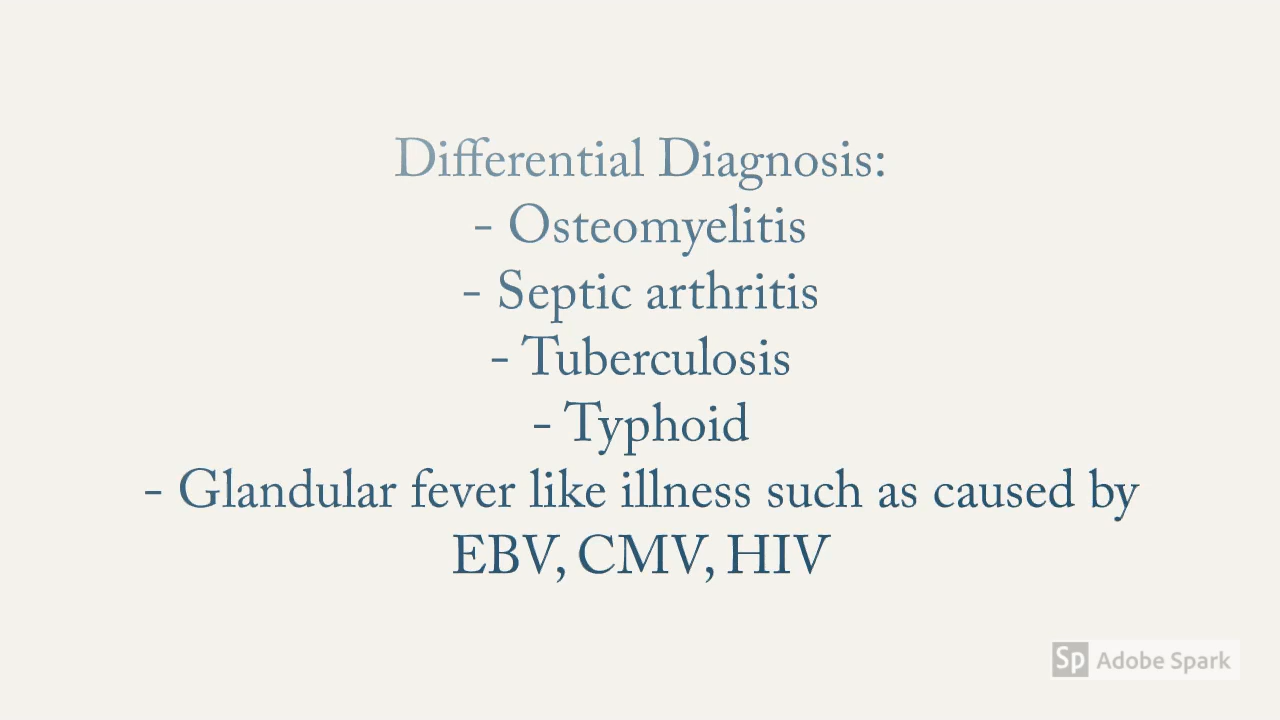 Differential Diagnosis:
- Osteomyelitis
- Septic arthritis
- Tuberculosis
- Typhoid
- Glandular fever like illness such as caused by
EBV, CMV, HIV
Sp Adobe Spark